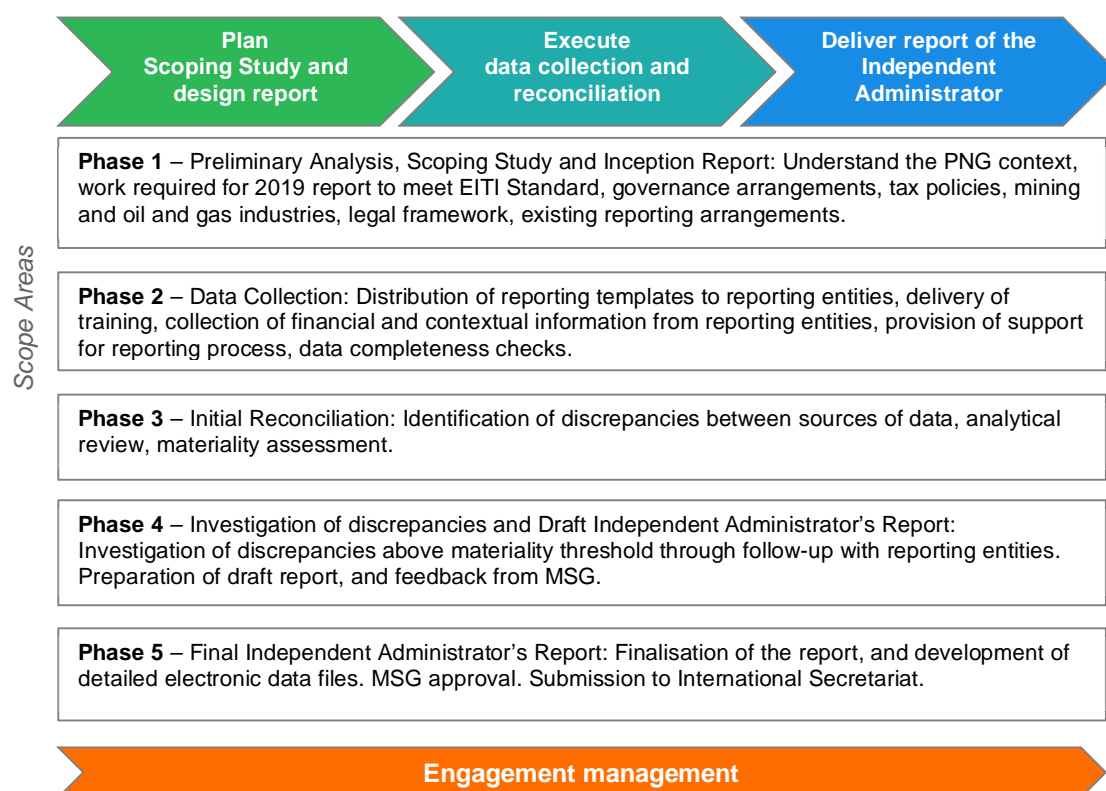 Plan
Scoping Study and
design report
Execute
data collection and
reconciliation
Deliver report of the
Independent
Administrator
Scope Areas
Phase 1 – Preliminary Analysis, Scoping Study and Inception Report: Understand the PNG context,
work required for 2019 report to meet EITI Standard, governance arrangements, tax policies, mining
and oil and gas industries, legal framework, existing reporting arrangements.
Phase 2 – Data Collection: Distribution of reporting templates to reporting entities, delivery of
training, collection of financial and contextual information from reporting entities, provision of support
for reporting process, data completeness checks.
Phase 3 – Initial Reconciliation: Identification of discrepancies between sources of data, analytical
review, materiality assessment.
Phase 4 – Investigation of discrepancies and Draft Independent Administrator's Report:
Investigation of discrepancies above materiality threshold through follow-up with reporting entities.
Preparation of draft report, and feedback from MSG.
Phase 5 – Final Independent Administrator's Report: Finalisation of the report, and development of
detailed electronic data files. MSG approval. Submission to International Secretariat.
Engagement management